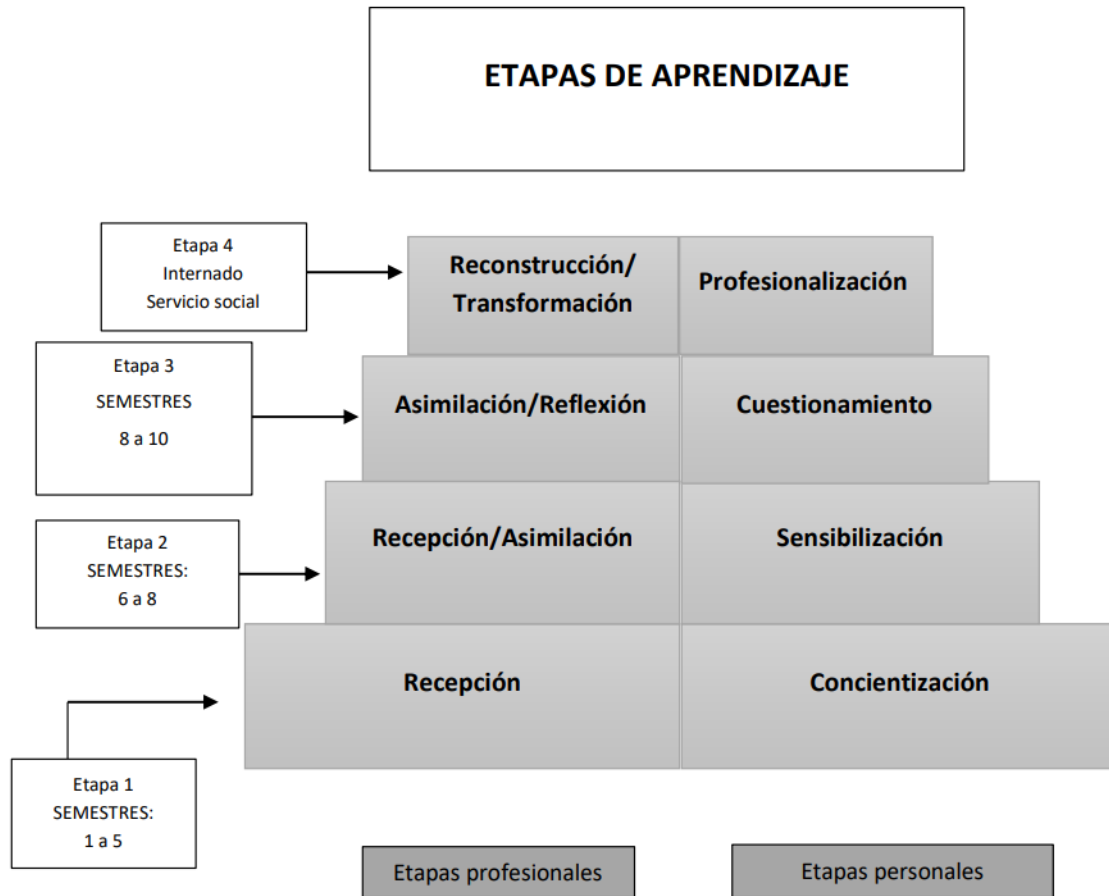 ETAPAS DE APRENDIZAJE
Etapa 4
Internado
Servicio social
Reconstrucción/
Transformación
Profesionalización
Etapa 3
SEMESTRES
8 a 10
Asimilación/Reflexión
Cuestionamiento
Etapa 2
SEMESTRES:
6 a 8
Recepción/Asimilación
Sensibilización
Recepción
Concientización
Etapa 1
SEMESTRES:
1 a 5
Etapas profesionales
Etapas personales